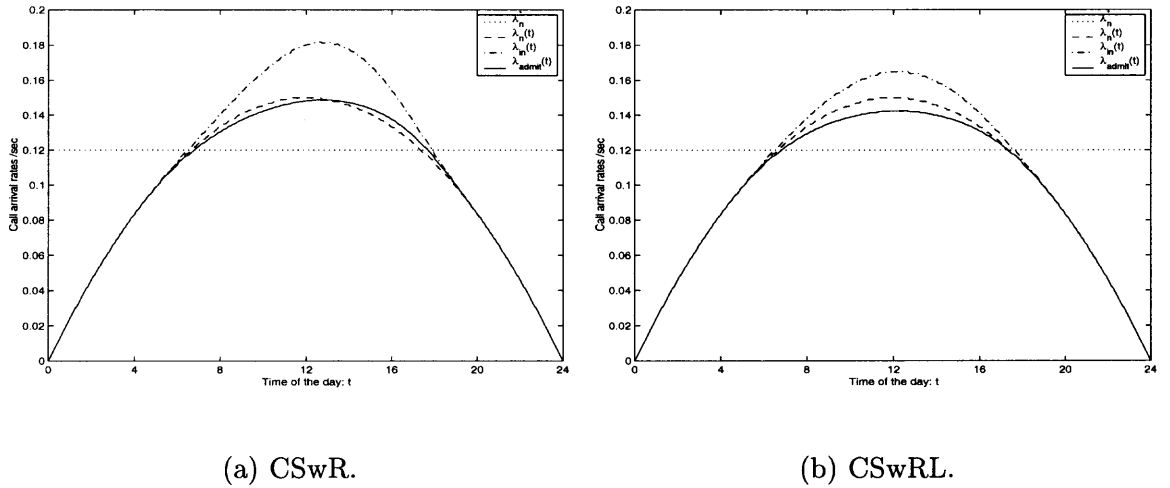 0.2
0.18
0.16
0.14
0.12
0.1
0.08
0.06
0.04
0.02
0
Call arrival rates /sec
0 4 8 12 16 20 24
Time of the day: t
λn
λn(t)
λin(t)
λadmit(t)
(a) CSwR.
0.2
0.18
0.16
0.14
0.12
0.1
0.08
0.06
0.04
0.02
0
Call arrival rates /sec
0 4 8 12 16 20 24
Time of the day: t
λn
λn(t)
λin(t)
λadmit(t)
(b) CSwRL.